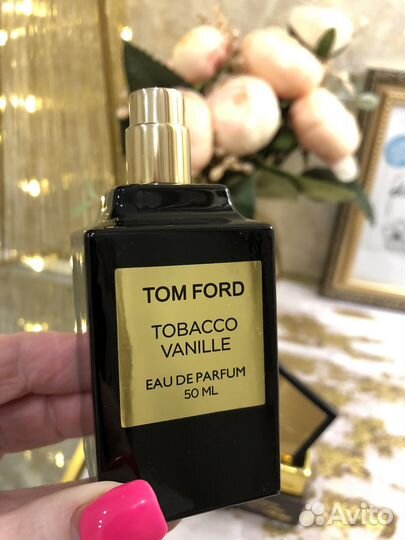 TOM FORD
TOBACCO
VANILLE
EAU DE PARFUM
50 ML
Avito